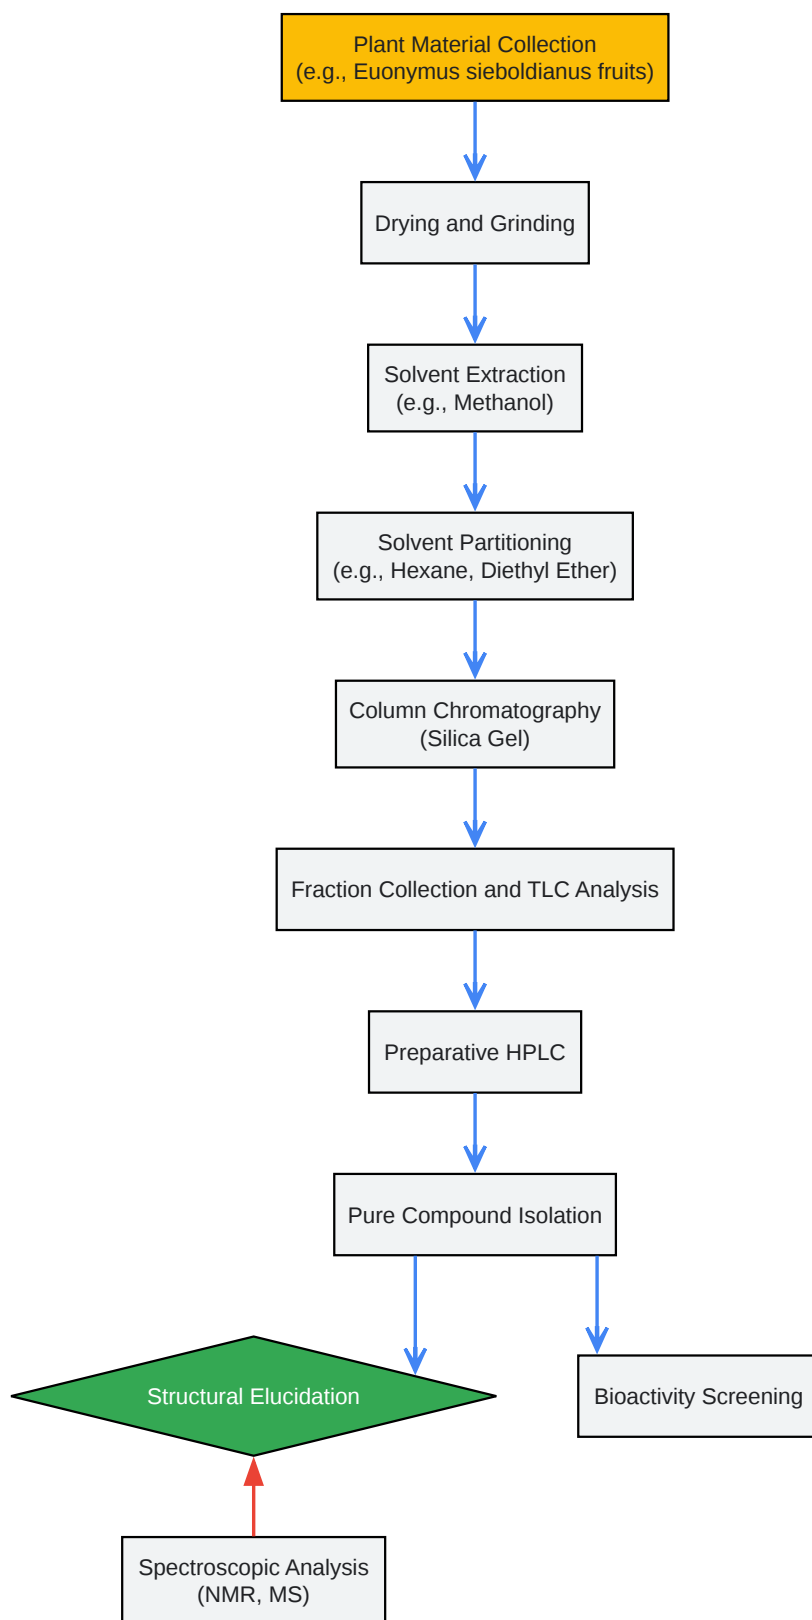 Plant Material Collection
(e.g., Euonymus sieboldianus fruits)
Drying and Grinding
Solvent Extraction
(e.g., Methanol)
Solvent Partitioning
(e.g., Hexane, Diethyl Ether)
Column Chromatography
(Silica Gel)
Fraction Collection and TLC Analysis
Preparative HPLC
Pure Compound Isolation
Structural Elucidation
Bioactivity Screening
Spectroscopic Analysis
(NMR, MS)